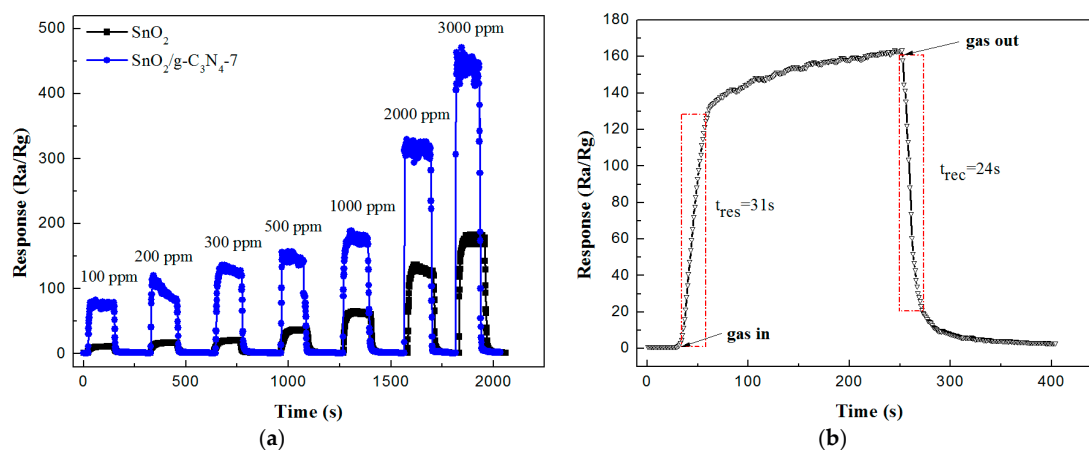 SnO2
SnO2/g-C3N4-7
100 ppm
200 ppm
300 ppm
500 ppm
1000 ppm
2000 ppm
3000 ppm
Response (Ra/Rg)
500
400
300
200
100
0
0
500
1000
1500
2000
Time (s)
(a)
gas out
gas in
tres=31s
trec=24s
Response (Ra/Rg)
180
160
140
120
100
80
60
40
20
0
0
100
200
300
400
Time (s)
(b)